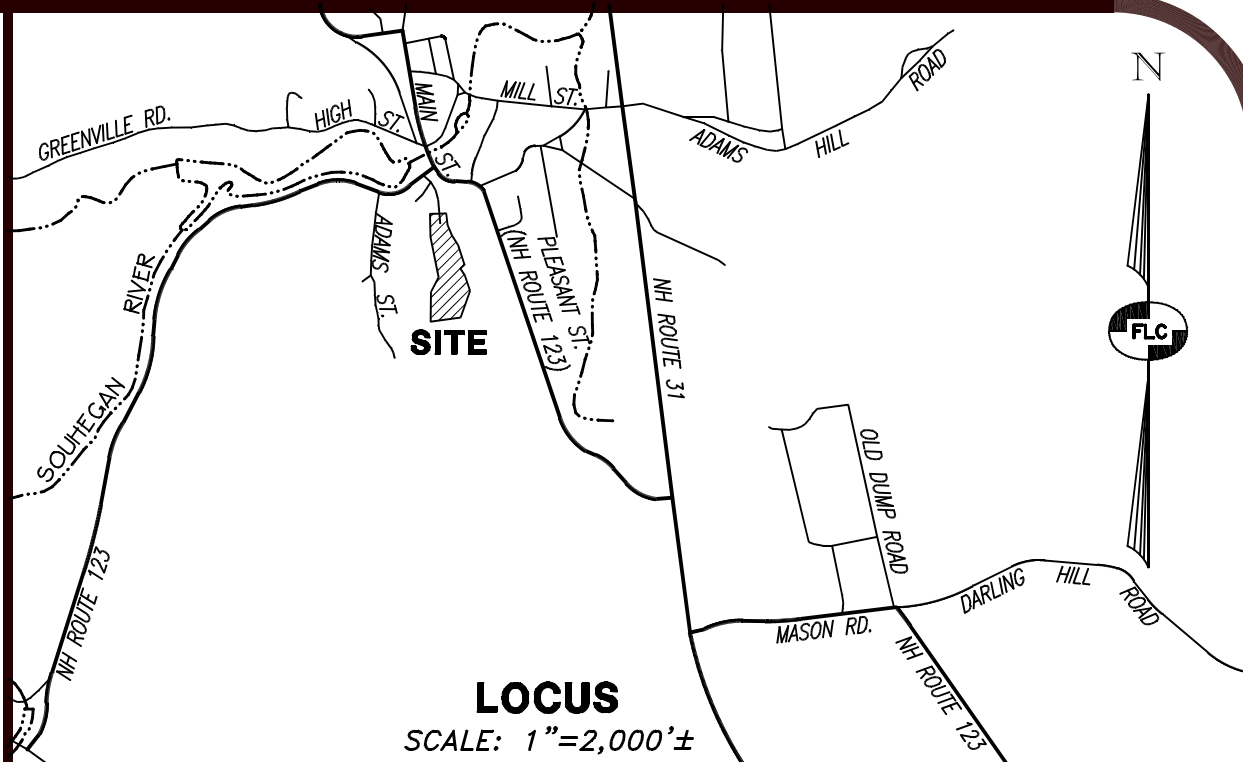 GREENVILLE RD.
HIGH ST.
MAIN ST.
MILL ST.
ADAMS HILL ROAD
N
SOUHEGAN RIVER
ADAMS ST.
SITE
PLEASANT ST.
(NH ROUTE 123)
NH ROUTE 31
FLC
OLD DUMP ROAD
NH ROUTE 123
MASON RD.
DARLING HILL ROAD
NH ROUTE 123
LOCUS
SCALE: 1"=2,000'±